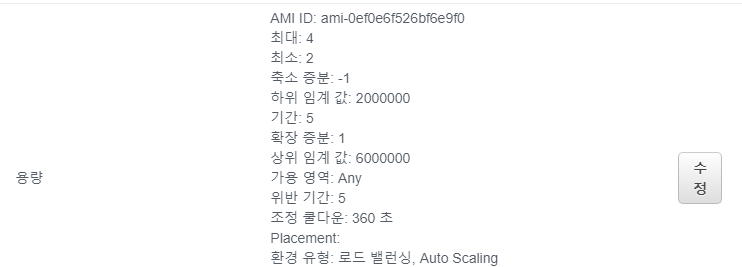 AMI ID: ami-0ef0e6f526bf6e9f0
최대: 4
최소: 2
축소 증분: -1
하위 임계 값: 2000000
기간: 5
확장 증분: 1
상위 임계 값: 6000000
용량
가용 영역: Any
수정
위반 기간: 5
조정 쿨다운: 360 초
Placement:
환경 유형: 로드 밸런싱, Auto Scaling